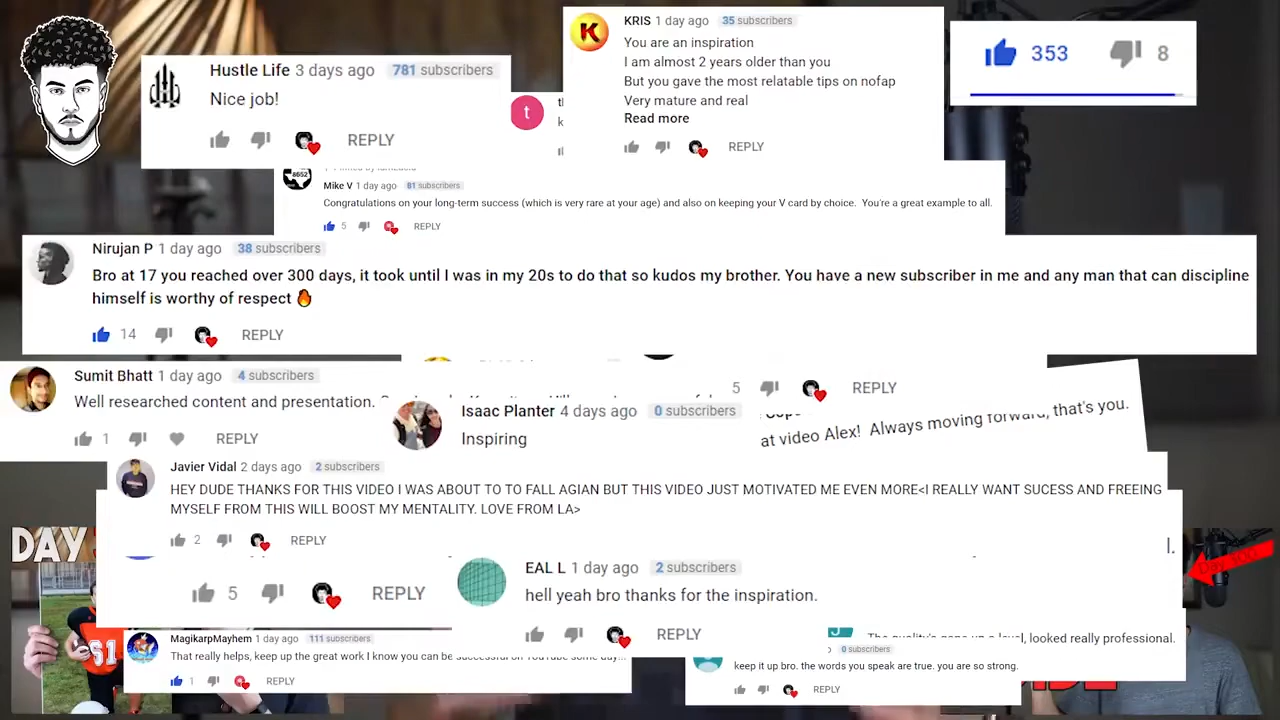 KRIS 1 day ago 35 subscribers
You are an inspiration
I am almost 2 years older than you
But you gave the most relatable tips on nofap
Very mature and real
Read more
REPLY
353 8
Hustle Life 3 days ago 781 subscribers
Nice job!
REPLY
t
8652
Mike V 1 day ago 81 subscribers
Congratulations on your long-term success (which is very rare at your age) and also on keeping your V card by choice. You're a great example to all.
5 REPLY
Nirujan P 1 day ago 38 subscribers
Bro at 17 you reached over 300 days, it took until I was in my 20s to do that so kudos my brother. You have a new subscriber in me and any man that can discipline
himself is worthy of respect 🔥
14 REPLY
Sumit Bhatt 1 day ago 4 subscribers
Well researched content and presentation.
1 REPLY
5 REPLY
Isaac Planter 4 days ago 0 subscribers
Inspiring
at video Alex! Always moving forward, that's you.
Javier Vidal 2 days ago 2 subscribers
HEY DUDE THANKS FOR THIS VIDEO I WAS ABOUT TO TO FALL AGIAN BUT THIS VIDEO JUST MOTIVATED ME EVEN MORE<I REALLY WANT SUCESS AND FREEING
MYSELF FROM THIS WILL BOOST MY MENTALITY. LOVE FROM LA>
2 REPLY
DAY
51
5 REPLY
EAL L 1 day ago 2 subscribers
hell yeah bro thanks for the inspiration.
REPLY
MagikarpMayhem 1 day ago 111 subscribers
That really helps, keep up the great work I know you can be successful on YouTube some day...
1 REPLY
The quality's gone up a level, looked really professional.
0 subscribers
keep it up bro. the words you speak are true. you are so strong.
REPLY